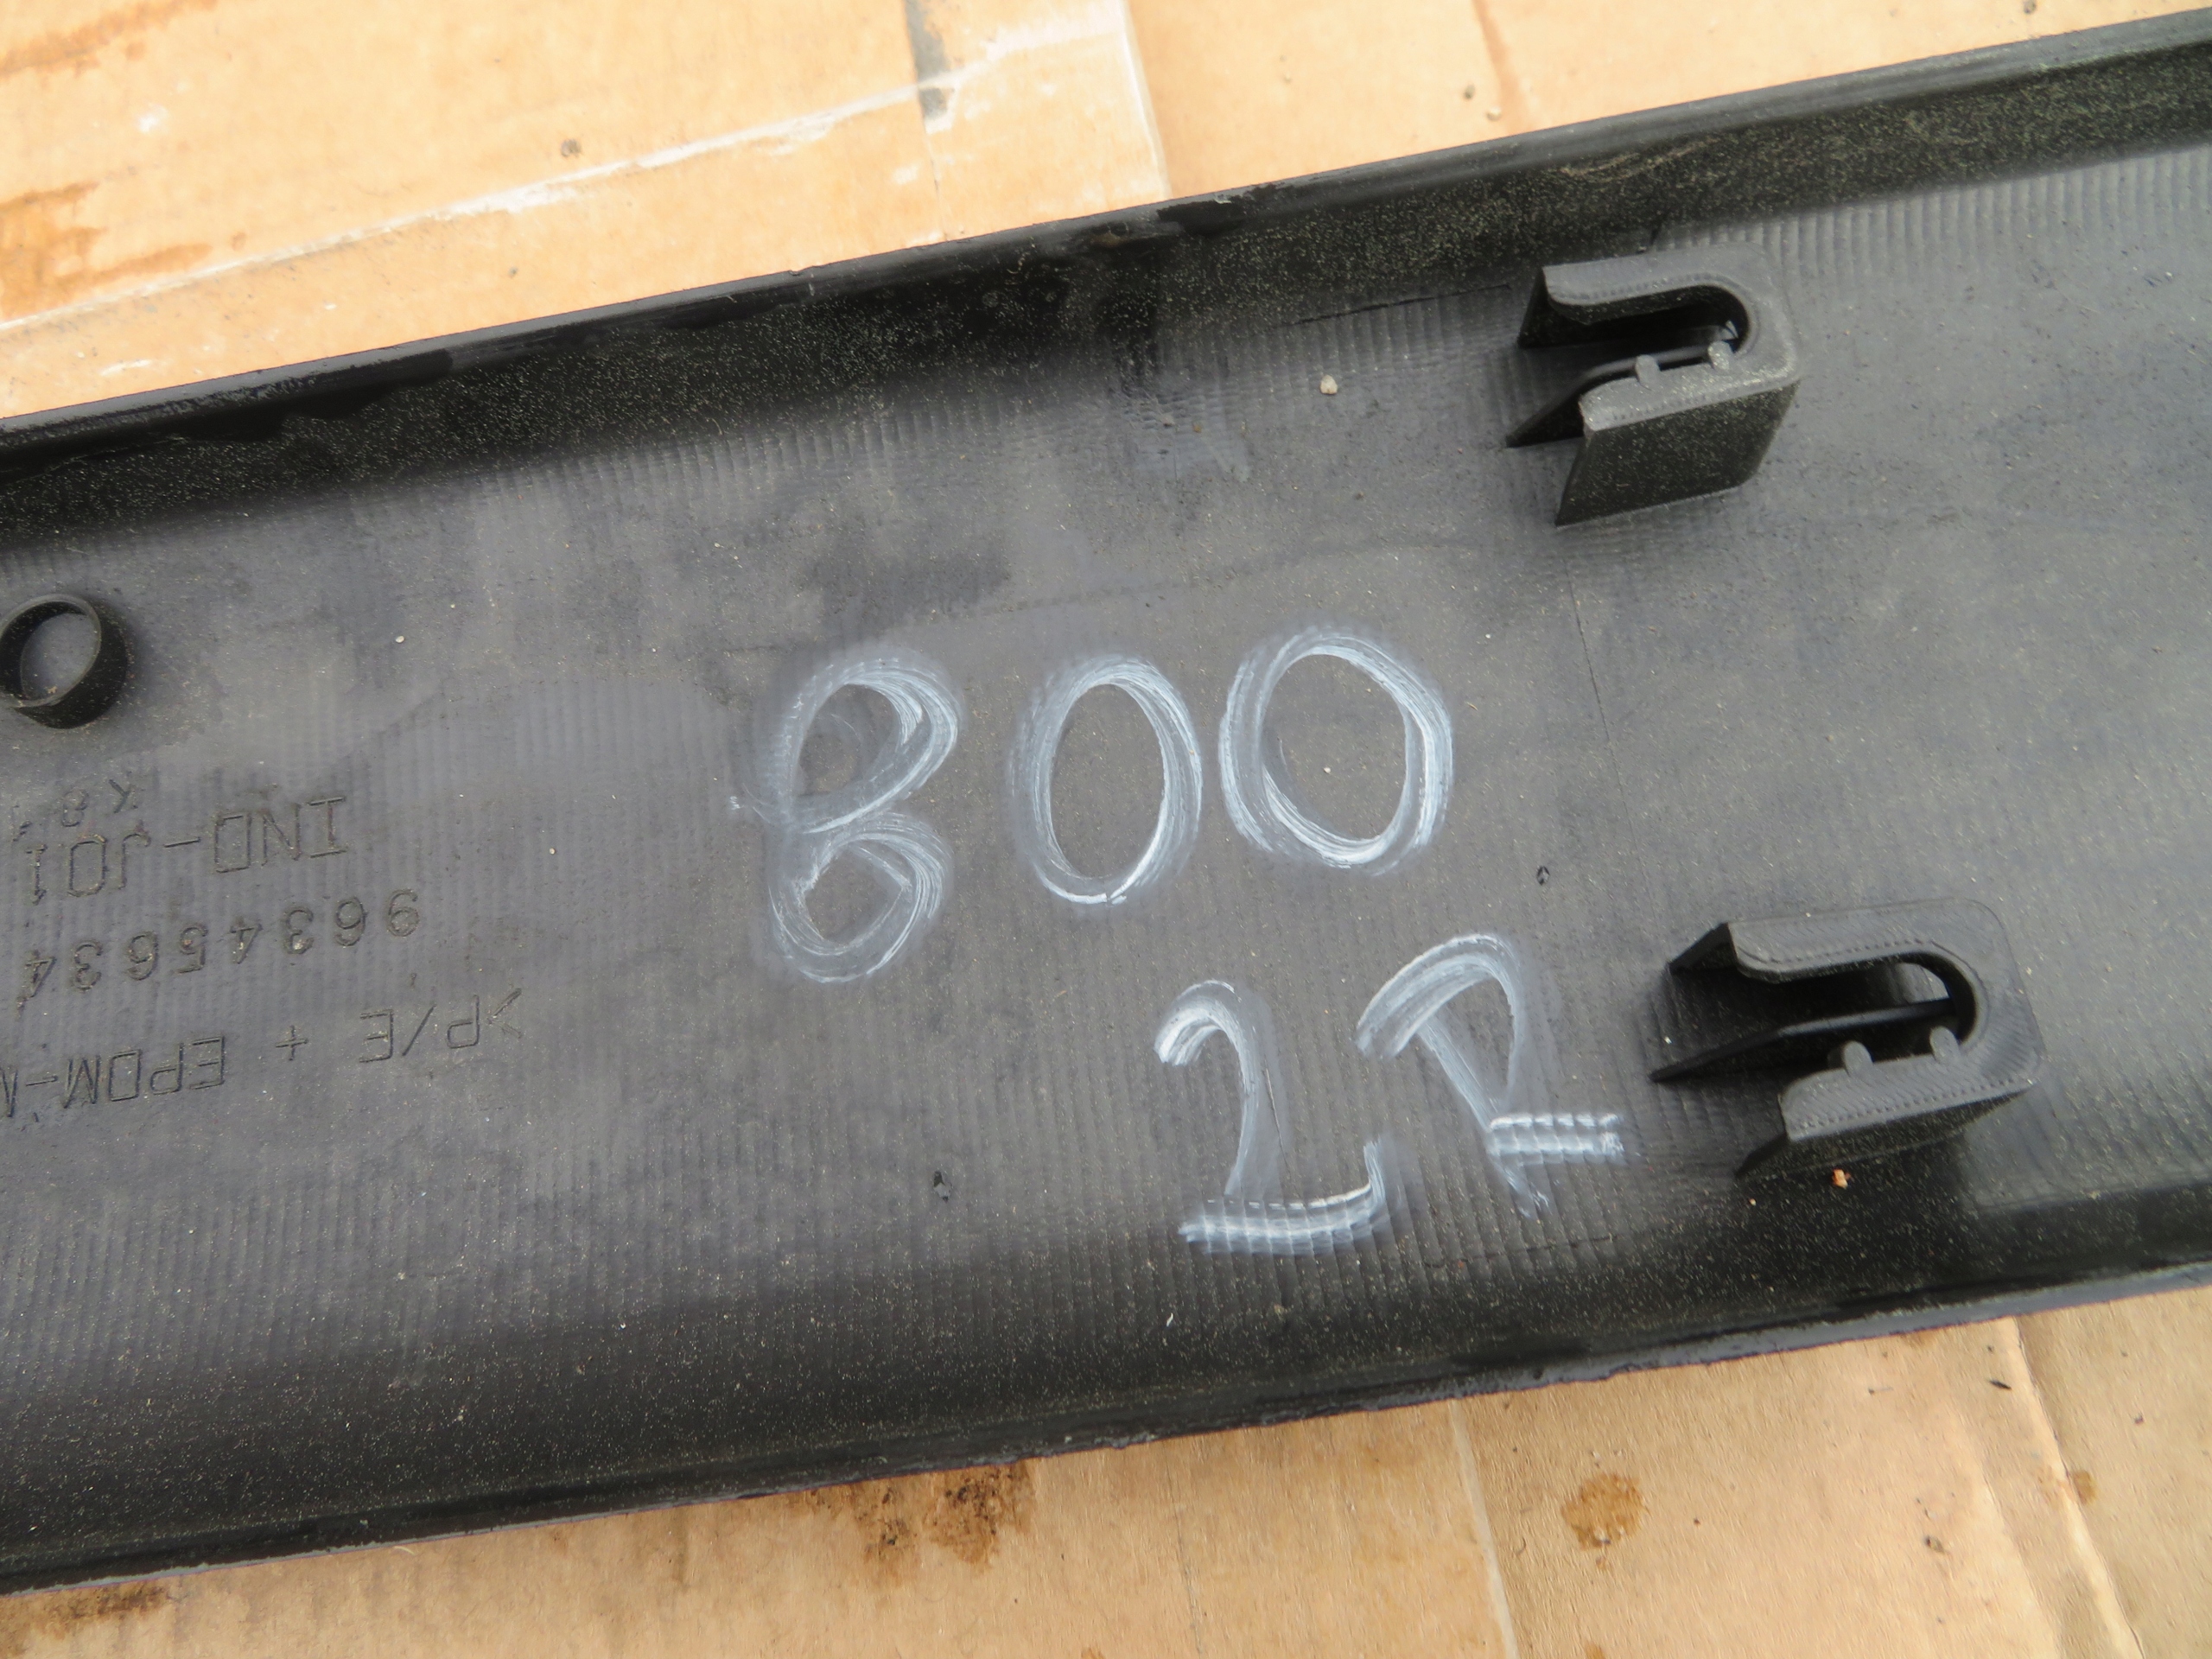 800
>P/E + EPDM-
96345634
IND-J01